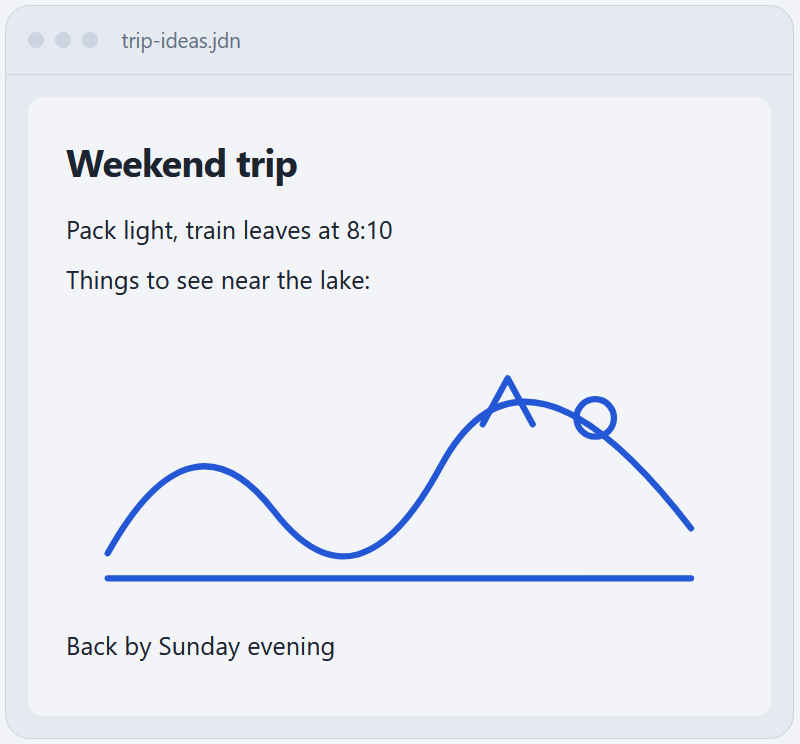 trip-ideas.jdn
Weekend trip
Pack light, train leaves at 8:10
Things to see near the lake:
Back by Sunday evening